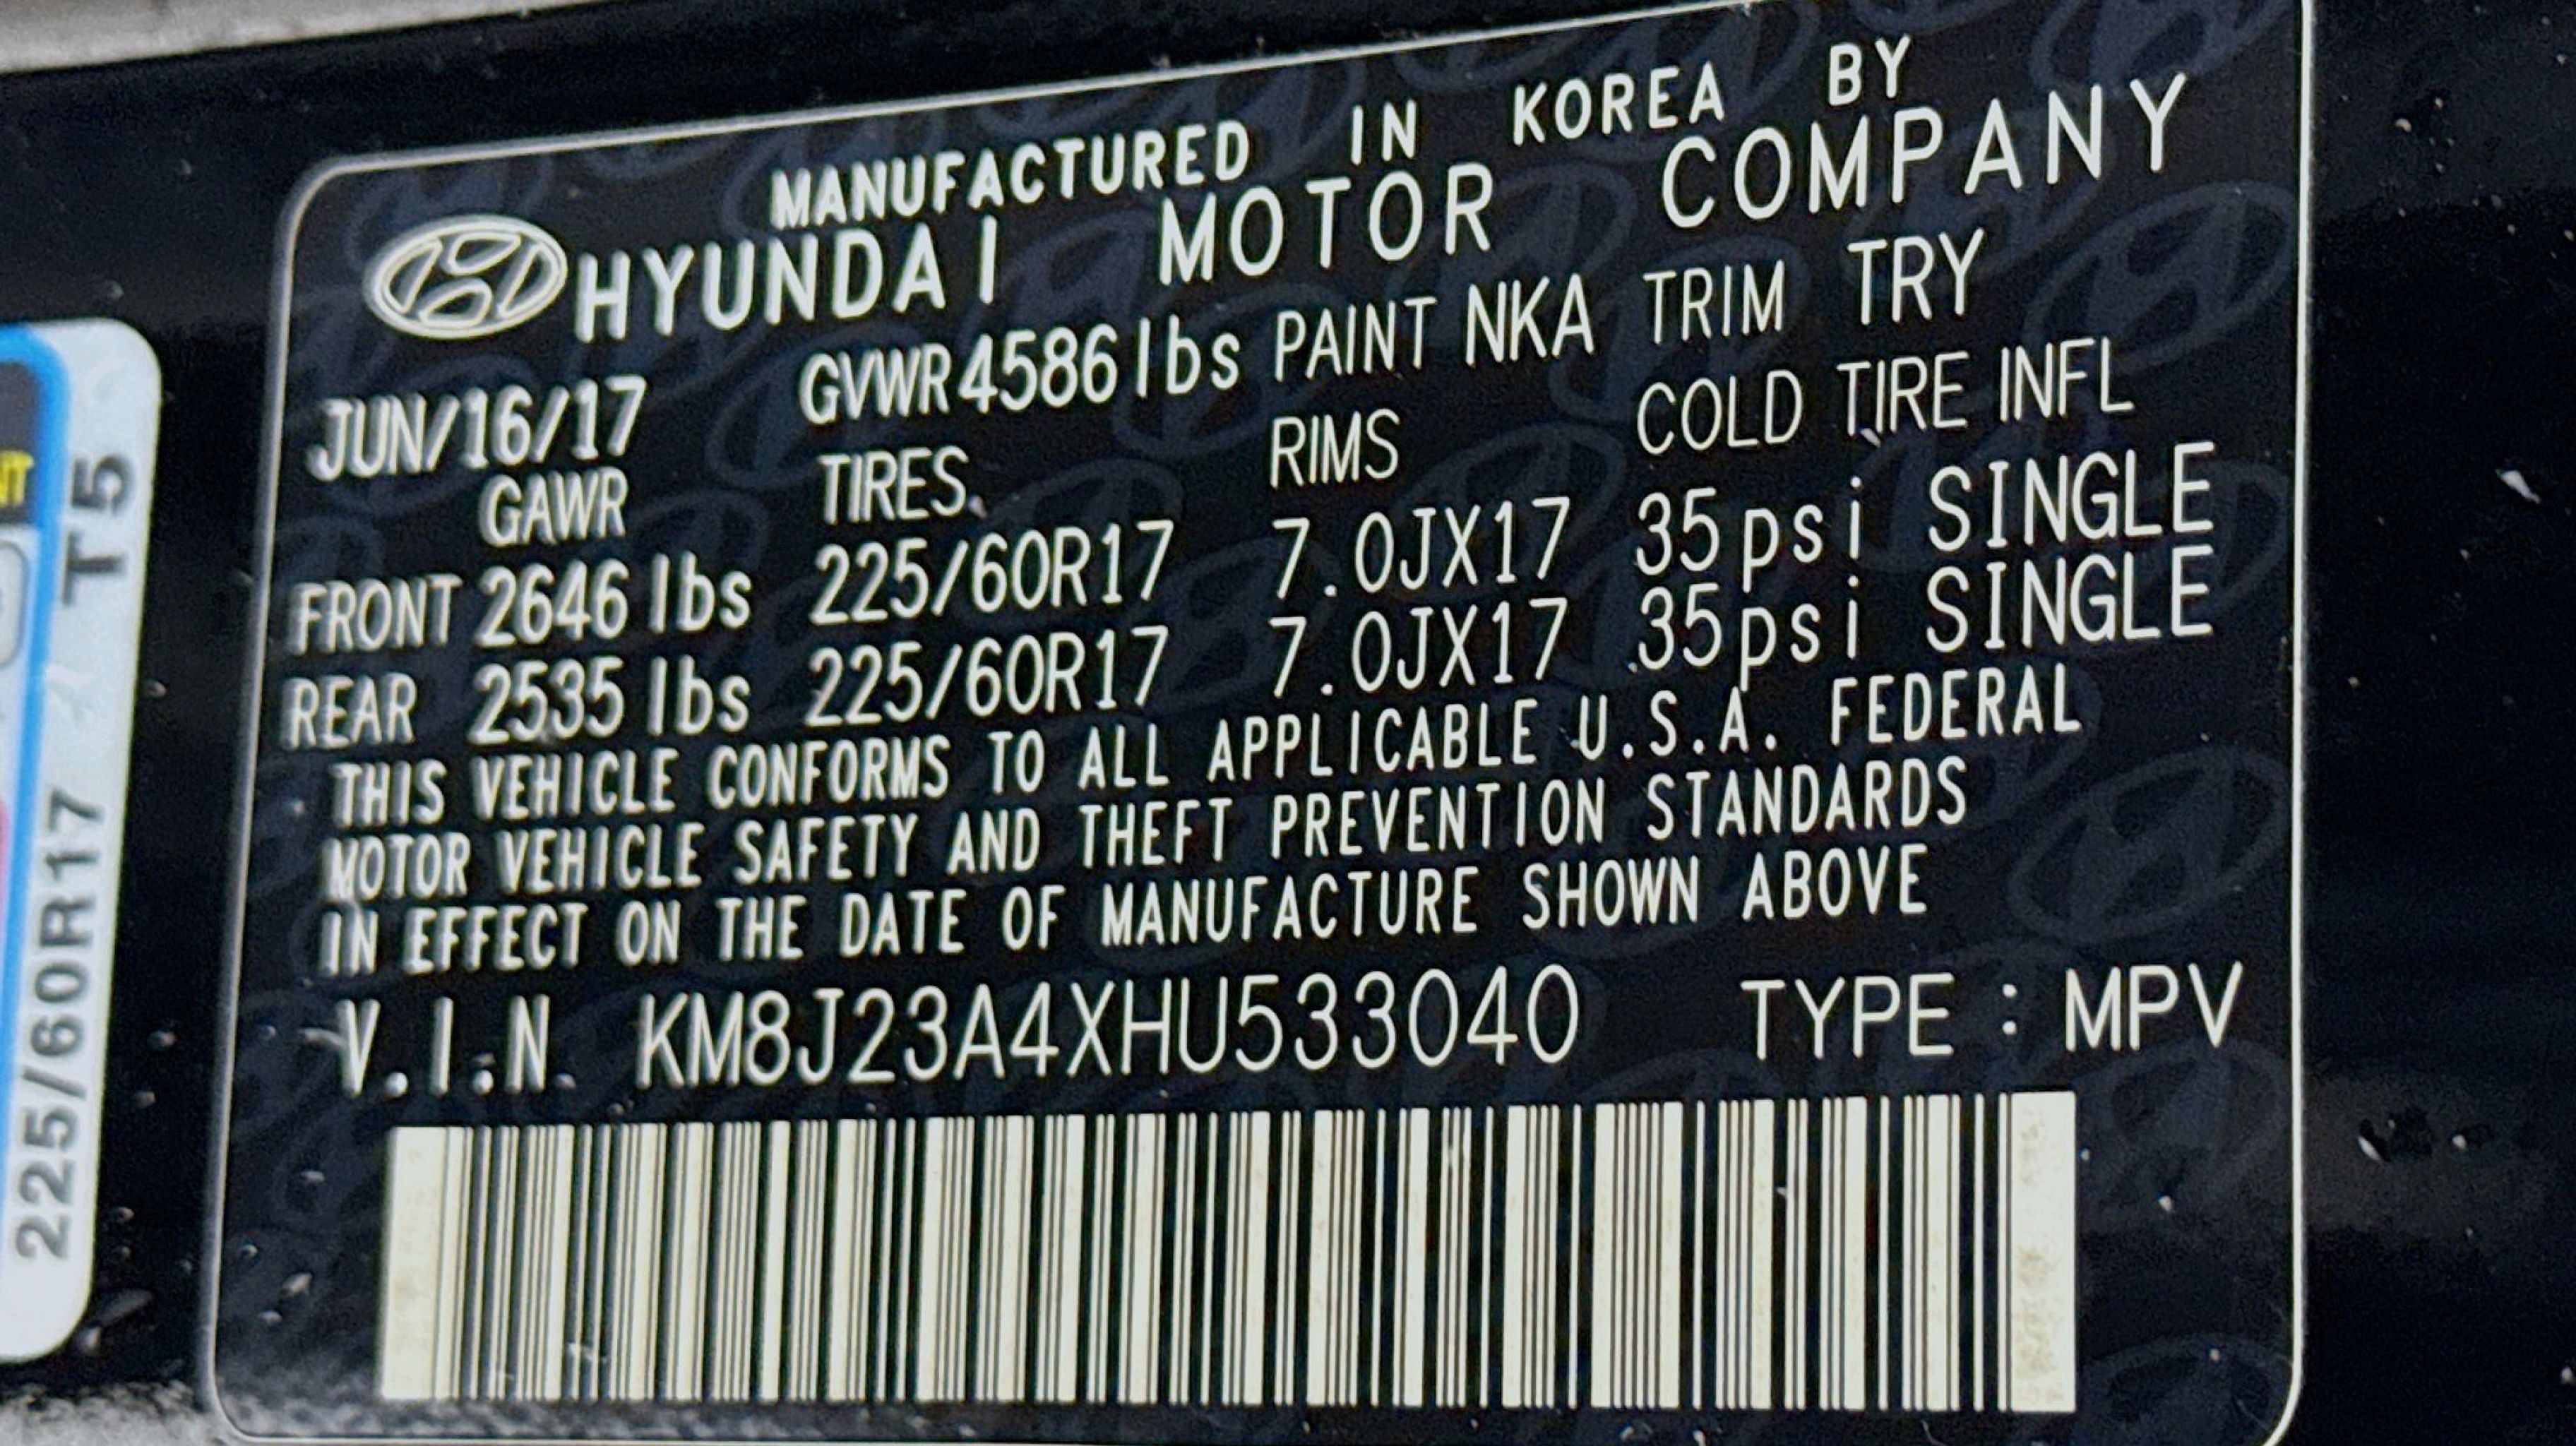 MANUFACTURED IN KOREA BY
HYUNDAI MOTOR COMPANY
JUN/16/17 GVWR 4586 lbs PAINT NKA TRIM TRY
GAWR TIRES RIMS COLD TIRE INFL
FRONT 2646 lbs 225/60R17 7.0JX17 35psi SINGLE
REAR 2535 lbs 225/60R17 7.0JX17 35psi SINGLE
THIS VEHICLE CONFORMS TO ALL APPLICABLE U.S.A. FEDERAL
MOTOR VEHICLE SAFETY AND THEFT PREVENTION STANDARDS
IN EFFECT ON THE DATE OF MANUFACTURE SHOWN ABOVE
V.I.N. KM8J23A4XHU533040 TYPE : MPV
225/60R17 T5